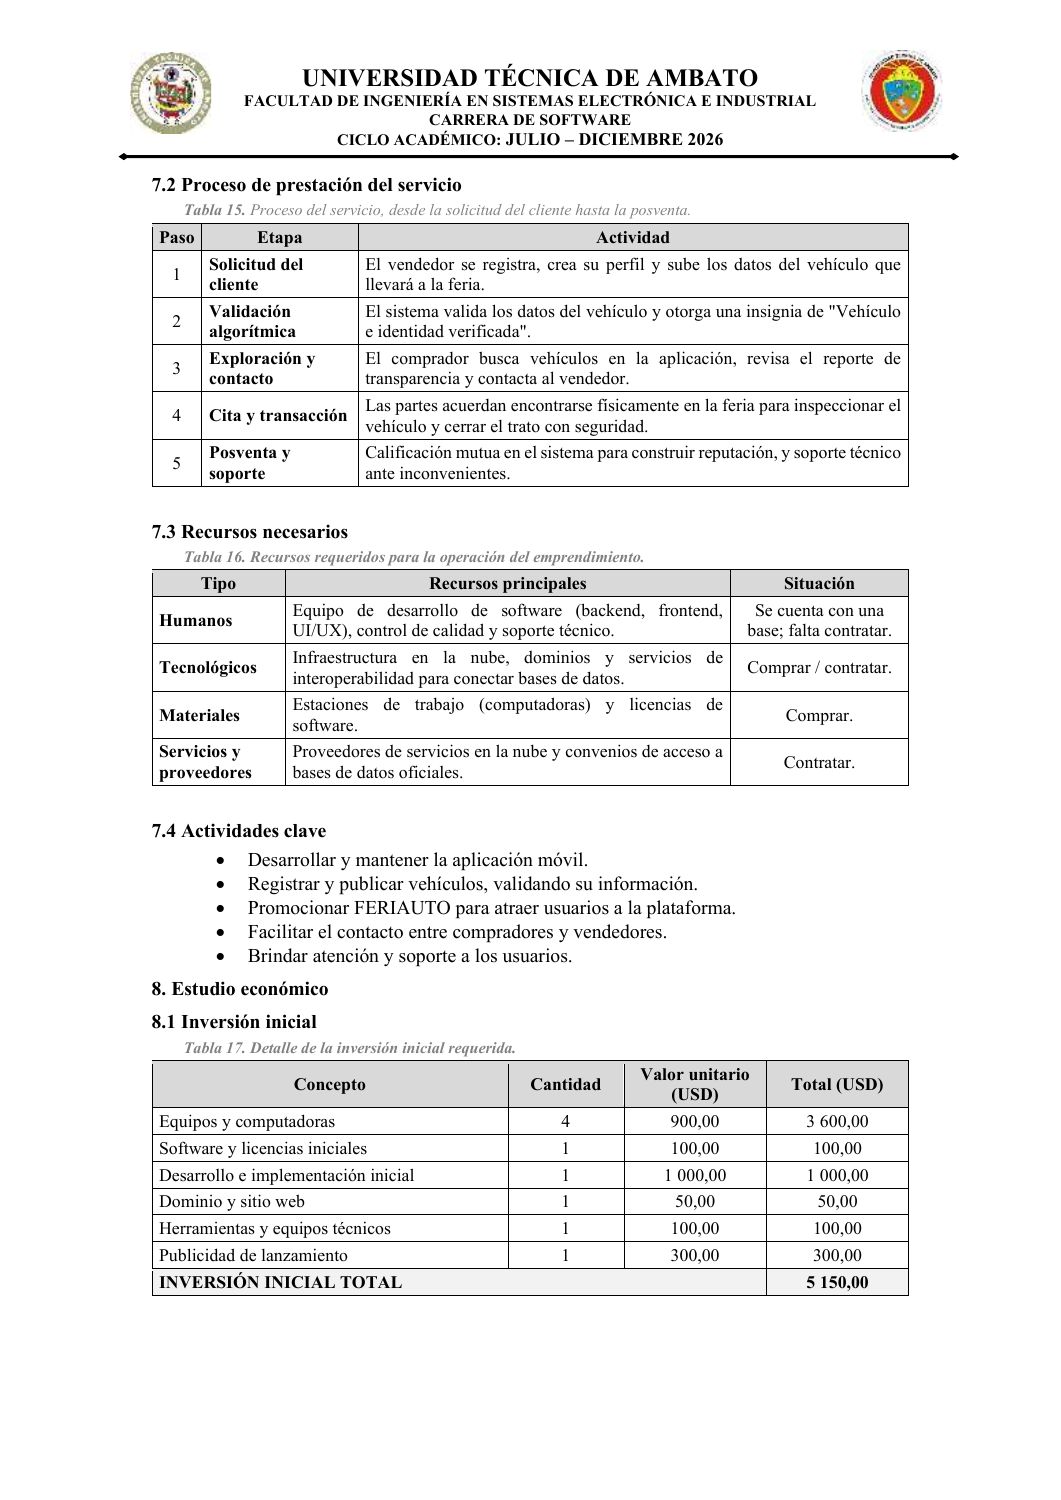 UNIVERSIDAD TÉCNICA DE AMBATO
FACULTAD DE INGENIERÍA EN SISTEMAS ELECTRÓNICA E INDUSTRIAL
CARRERA DE SOFTWARE
CICLO ACADÉMICO: JULIO – DICIEMBRE 2026
7.2 Proceso de prestación del servicio
Tabla 15. Proceso del servicio, desde la solicitud del cliente hasta la posventa.
Paso Etapa Actividad
1 Solicitud del cliente El vendedor se registra, crea su perfil y sube los datos del vehículo que
llevará a la feria.
2 Validación algorítmica El sistema valida los datos del vehículo y otorga una insignia de "Vehículo
e identidad verificada".
3 Exploración y contacto El comprador busca vehículos en la aplicación, revisa el reporte de
transparencia y contacta al vendedor.
4 Cita y transacción Las partes acuerdan encontrarse físicamente en la feria para inspeccionar el
vehículo y cerrar el trato con seguridad.
5 Posventa y soporte Calificación mutua en el sistema para construir reputación, y soporte técnico
ante inconvenientes.
7.3 Recursos necesarios
Tabla 16. Recursos requeridos para la operación del emprendimiento.
Tipo Recursos principales Situación
Humanos Equipo de desarrollo de software (backend, frontend,
UI/UX), control de calidad y soporte técnico. Se cuenta con una
base; falta contratar.
Tecnológicos Infraestructura en la nube, dominios y servicios de
interoperabilidad para conectar bases de datos. Comprar / contratar.
Materiales Estaciones de trabajo (computadoras) y licencias de
software. Comprar.
Servicios y proveedores Proveedores de servicios en la nube y convenios de acceso a
bases de datos oficiales. Contratar.
7.4 Actividades clave
• Desarrollar y mantener la aplicación móvil.
• Registrar y publicar vehículos, validando su información.
• Promocionar FERIAUTO para atraer usuarios a la plataforma.
• Facilitar el contacto entre compradores y vendedores.
• Brindar atención y soporte a los usuarios.
8. Estudio económico
8.1 Inversión inicial
Tabla 17. Detalle de la inversión inicial requerida.
Concepto Cantidad Valor unitario (USD) Total (USD)
Equipos y computadoras 4 900,00 3 600,00
Software y licencias iniciales 1 100,00 100,00
Desarrollo e implementación inicial 1 1 000,00 1 000,00
Dominio y sitio web 1 50,00 50,00
Herramientas y equipos técnicos 1 100,00 100,00
Publicidad de lanzamiento 1 300,00 300,00
INVERSIÓN INICIAL TOTAL 5 150,00